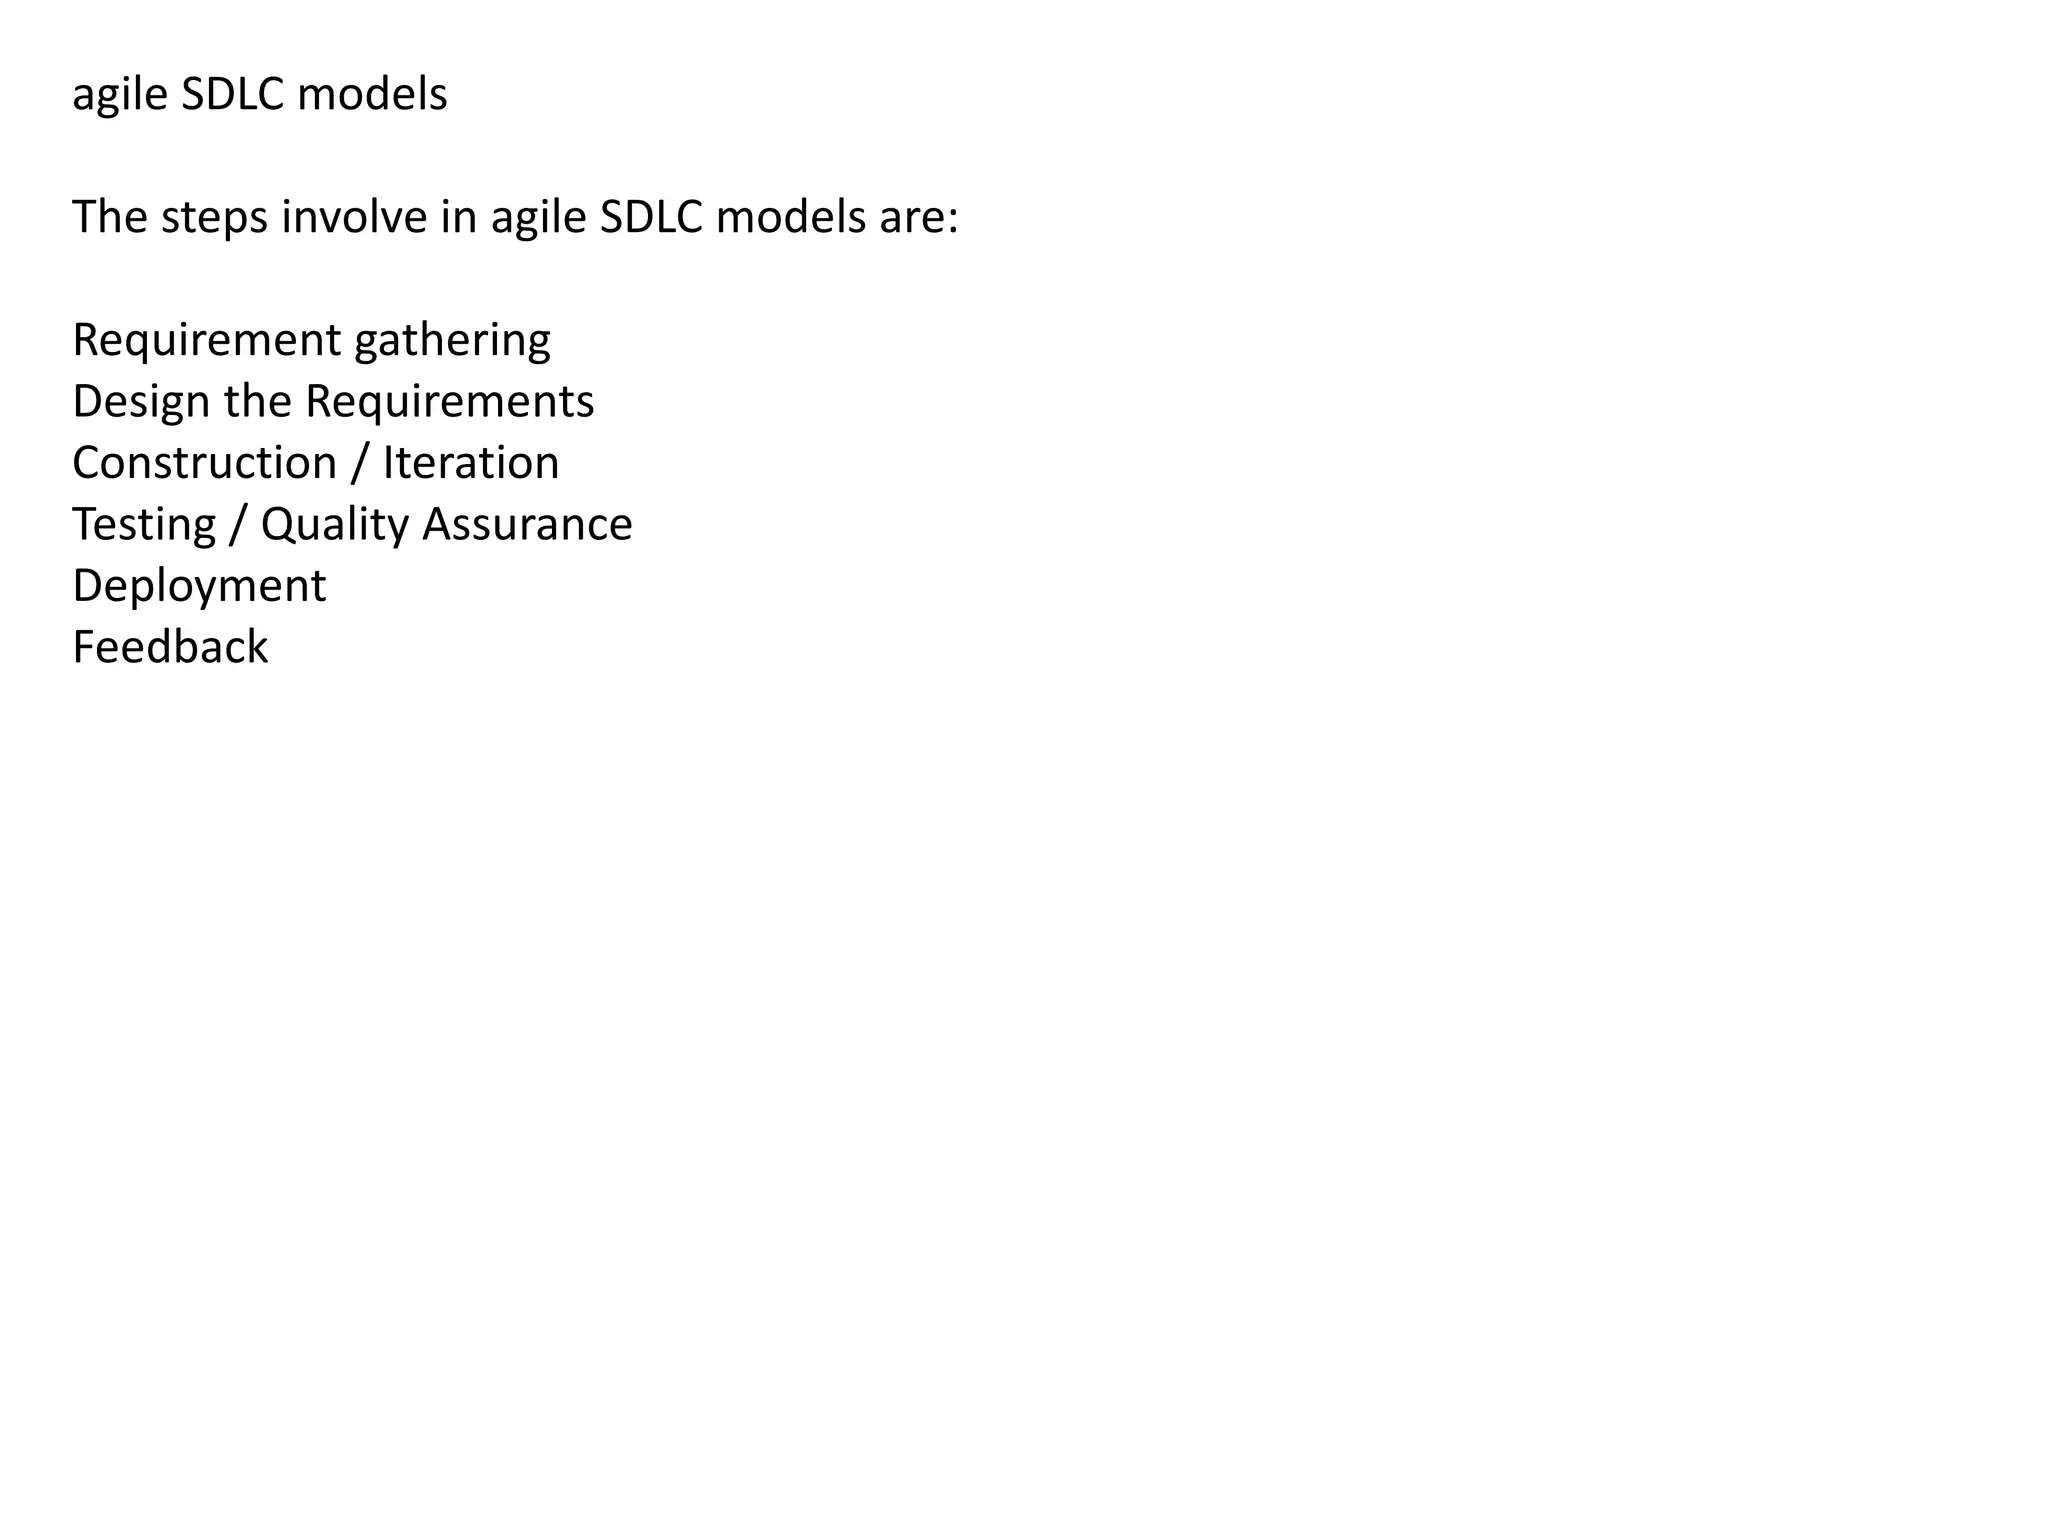 agile SDLC models
The steps involve in agile SDLC models are:
Requirement gathering
Design the Requirements
Construction / Iteration
Testing / Quality Assurance
Deployment
Feedback